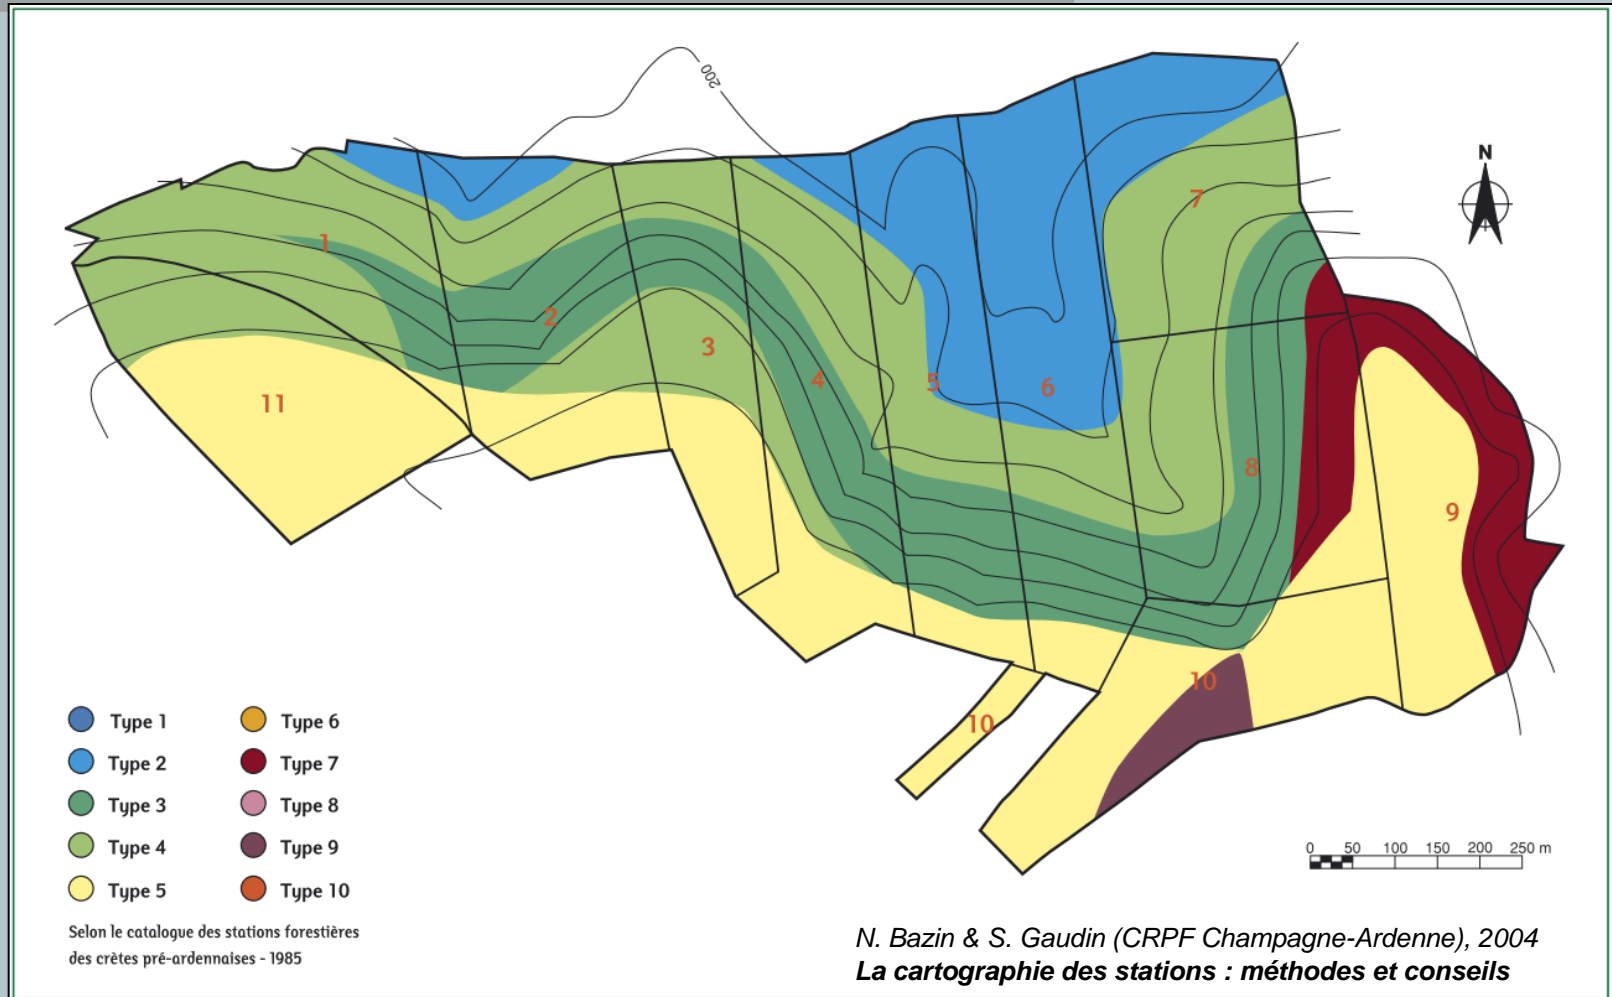 200
N
7
1
2
3
4
5
6
11
8
9
10
10
Type 1
Type 6
Type 2
Type 7
Type 3
Type 8
Type 4
Type 9
Type 5
Type 10
0 50 100 150 200 250 m
Selon le catalogue des stations forestières
des crètes pré-ardennaises - 1985
N. Bazin & S. Gaudin (CRPF Champagne-Ardenne), 2004
La cartographie des stations : méthodes et conseils